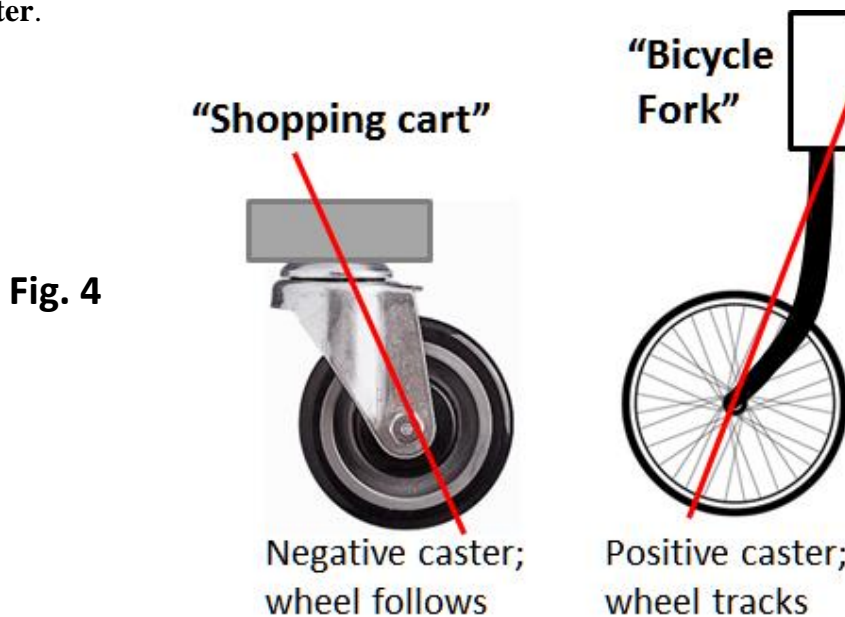 ter.
“Bicycle
Fork”
“Shopping cart”
Fig. 4
Negative caster;
wheel follows
Positive caster;
wheel tracks